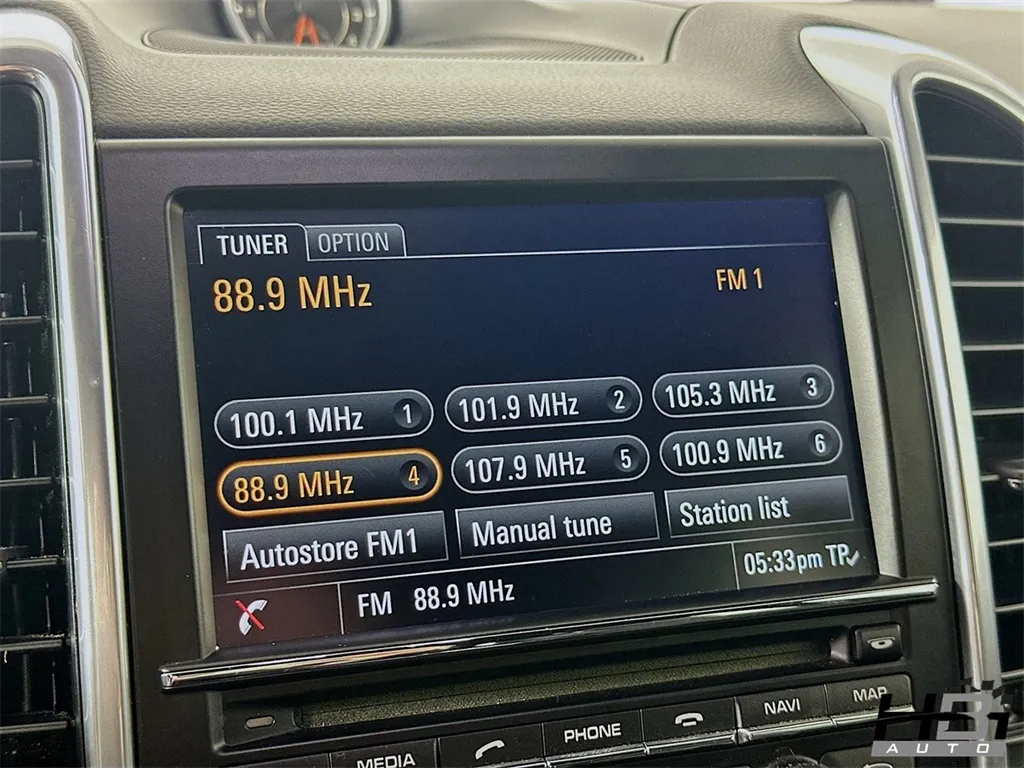 TUNER OPTION
88.9 MHz FM 1
100.1 MHz 1 101.9 MHz 2 105.3 MHz 3
88.9 MHz 4 107.9 MHz 5 100.9 MHz 6
Autostore FM1 Manual tune Station list
FM 88.9 MHz 05:33pm TP
MEDIA PHONE NAVI MAP
HBI
AUTO